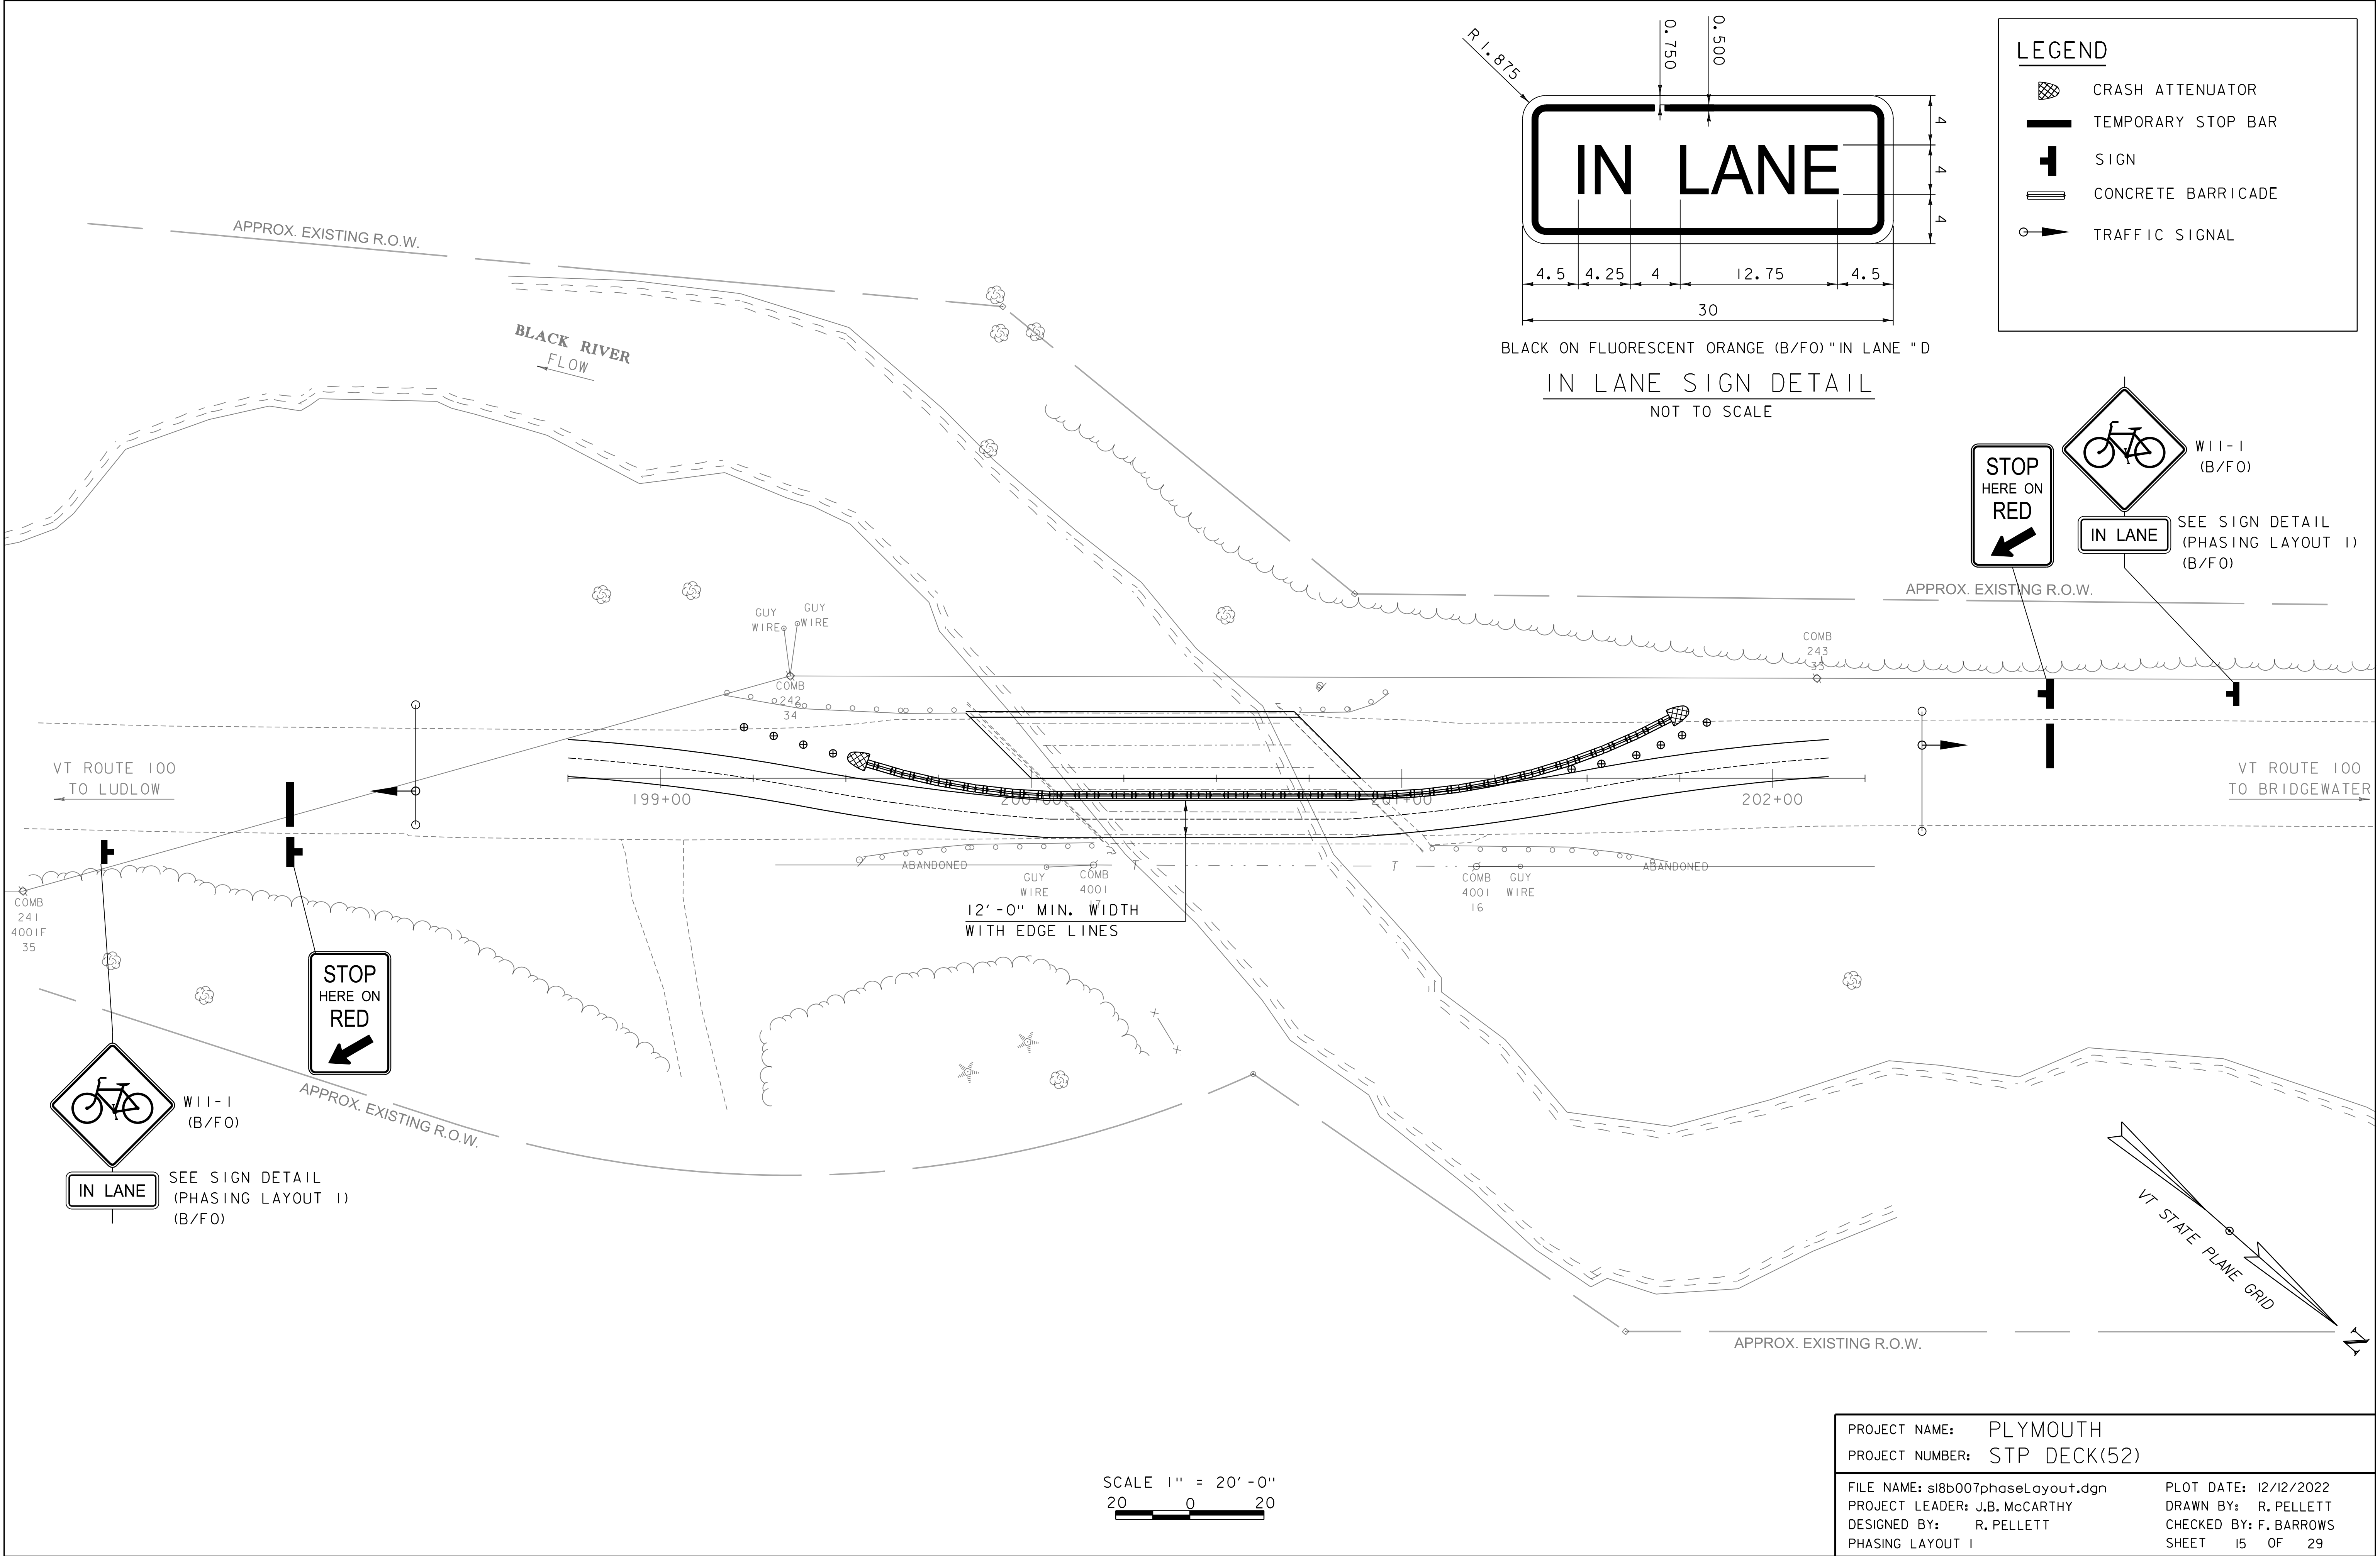 R 1.875
0.750
0.500
IN LANE
4
4
4
4.5 4.25 4 12.75 4.5
30
BLACK ON FLUORESCENT ORANGE (B/FO) "IN LANE " D
IN LANE SIGN DETAIL
NOT TO SCALE
LEGEND
CRASH ATTENUATOR
TEMPORARY STOP BAR
SIGN
CONCRETE BARRICADE
TRAFFIC SIGNAL
APPROX. EXISTING R.O.W.
BLACK RIVER
FLOW
STOP
HERE ON
RED
W11-1
(B/FO)
IN LANE
SEE SIGN DETAIL
(PHASING LAYOUT 1)
(B/FO)
APPROX. EXISTING R.O.W.
GUY
WIRE
GUY
WIRE
COMB
242
34
COMB
243
33
VT ROUTE 100
TO LUDLOW
199+00
200+00
201+00
202+00
VT ROUTE 100
TO BRIDGEWATER
ABANDONED
T
T
ABANDONED
GUY
WIRE
COMB
4001
17
COMB
4001
16
GUY
WIRE
12'-0" MIN. WIDTH
WITH EDGE LINES
COMB
241
4001F
35
STOP
HERE ON
RED
W11-1
(B/FO)
IN LANE
SEE SIGN DETAIL
(PHASING LAYOUT 1)
(B/FO)
APPROX. EXISTING R.O.W.
APPROX. EXISTING R.O.W.
VT STATE PLANE GRID
N
SCALE 1" = 20'-0"
20 0 20
PROJECT NAME: PLYMOUTH
PROJECT NUMBER: STP DECK(52)
FILE NAME: s18b007phaseLayout.dgn PLOT DATE: 12/12/2022
PROJECT LEADER: J.B. McCARTHY DRAWN BY: R. PELLETT
DESIGNED BY: R. PELLETT CHECKED BY: F. BARROWS
PHASING LAYOUT 1 SHEET 15 OF 29